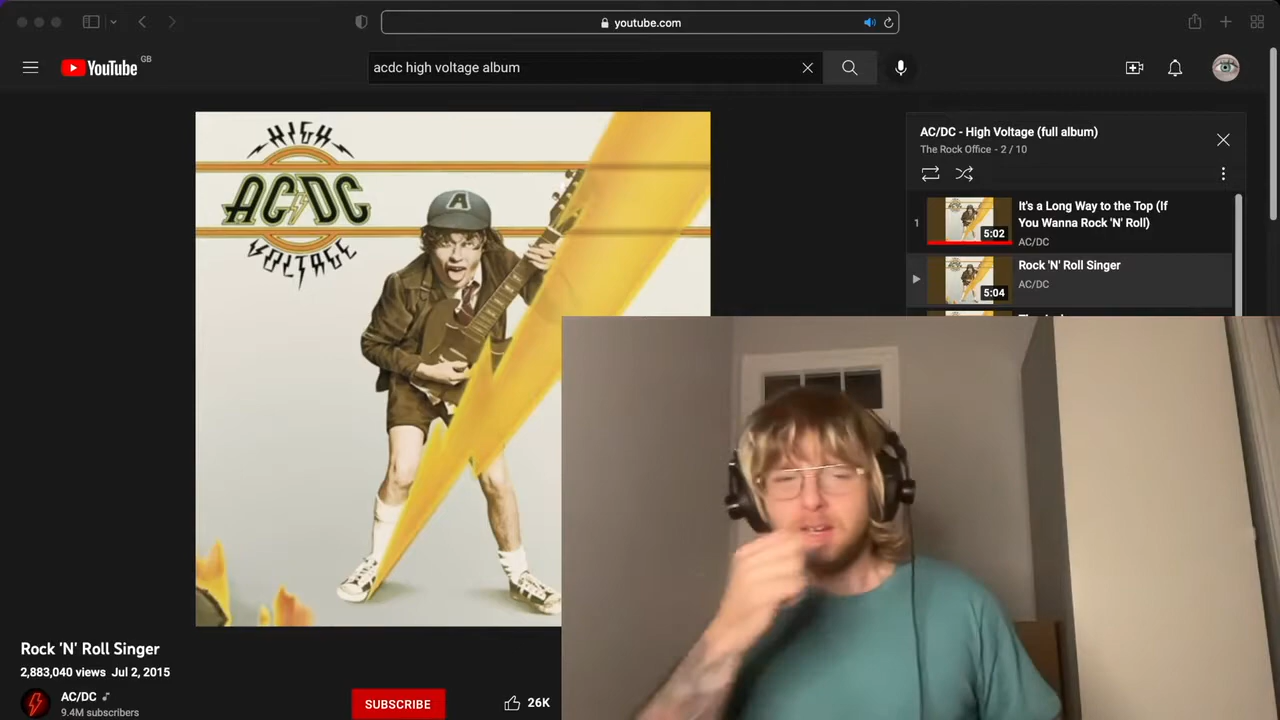 youtube.com
YouTube
GB
acdc high voltage album
HIGH
AC/DC
VOLTAGE
A
AC/DC - High Voltage (full album)
The Rock Office - 2 / 10
1
5:02
It's a Long Way to the Top (If
You Wanna Rock 'N' Roll)
AC/DC
5:04
Rock 'N' Roll Singer
AC/DC
Rock 'N' Roll Singer
2,883,040 views Jul 2, 2015
AC/DC
9.4M subscribers
SUBSCRIBE
26K